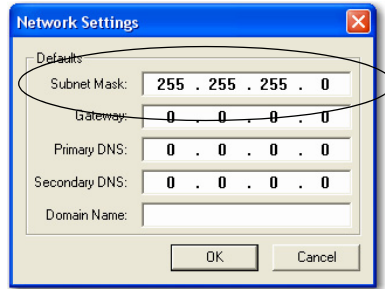 Network Settings
Defaults
Subnet Mask: 255 . 255 . 255 . 0
Gateway: 0 . 0 . 0 . 0
Primary DNS: 0 . 0 . 0 . 0
Secondary DNS: 0 . 0 . 0 . 0
Domain Name:
OK Cancel